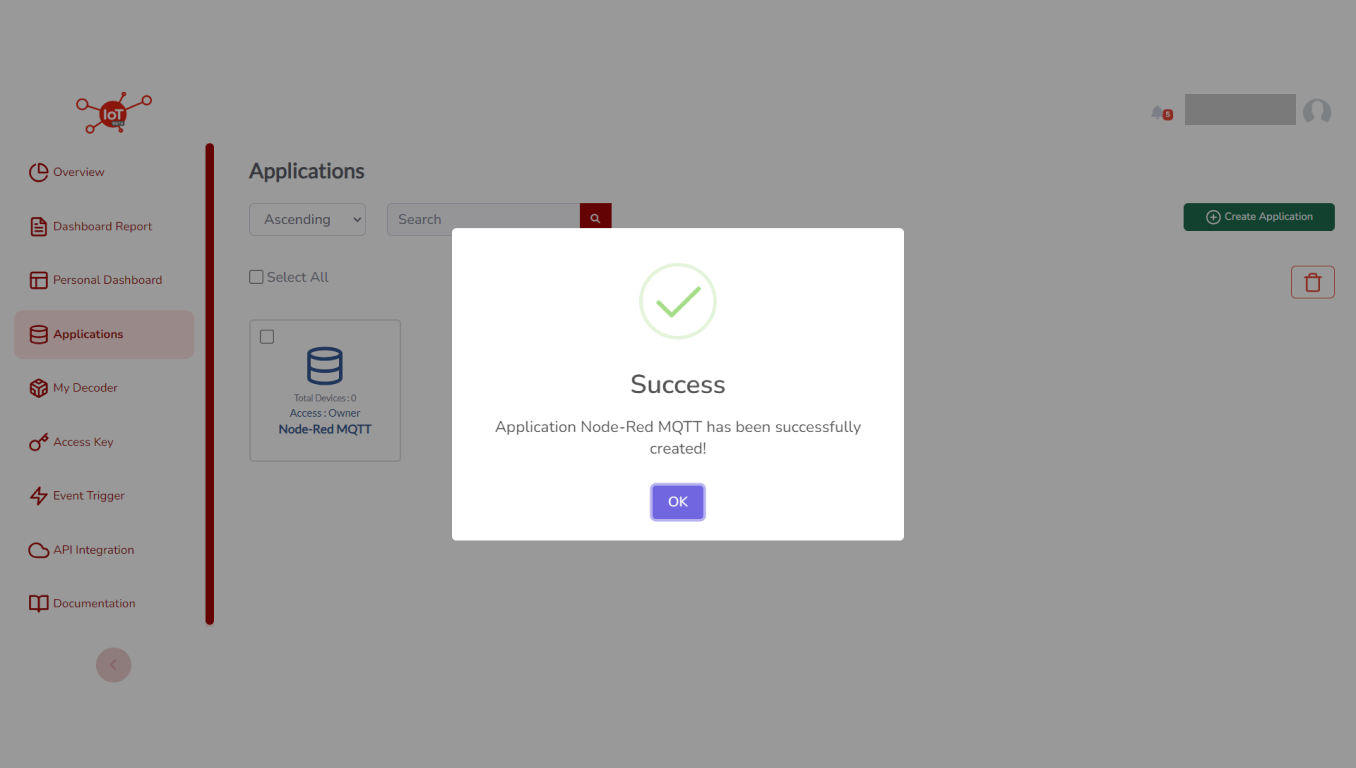 IoT
5
Overview
Applications
Dashboard Report
Ascending
Search
Create Application
Personal Dashboard
Select All
Applications
Total Devices : 0
Access : Owner
Node-Red MQTT
My Decoder
Access Key
Event Trigger
API Integration
Documentation
Success
Application Node-Red MQTT has been successfully
created!
OK